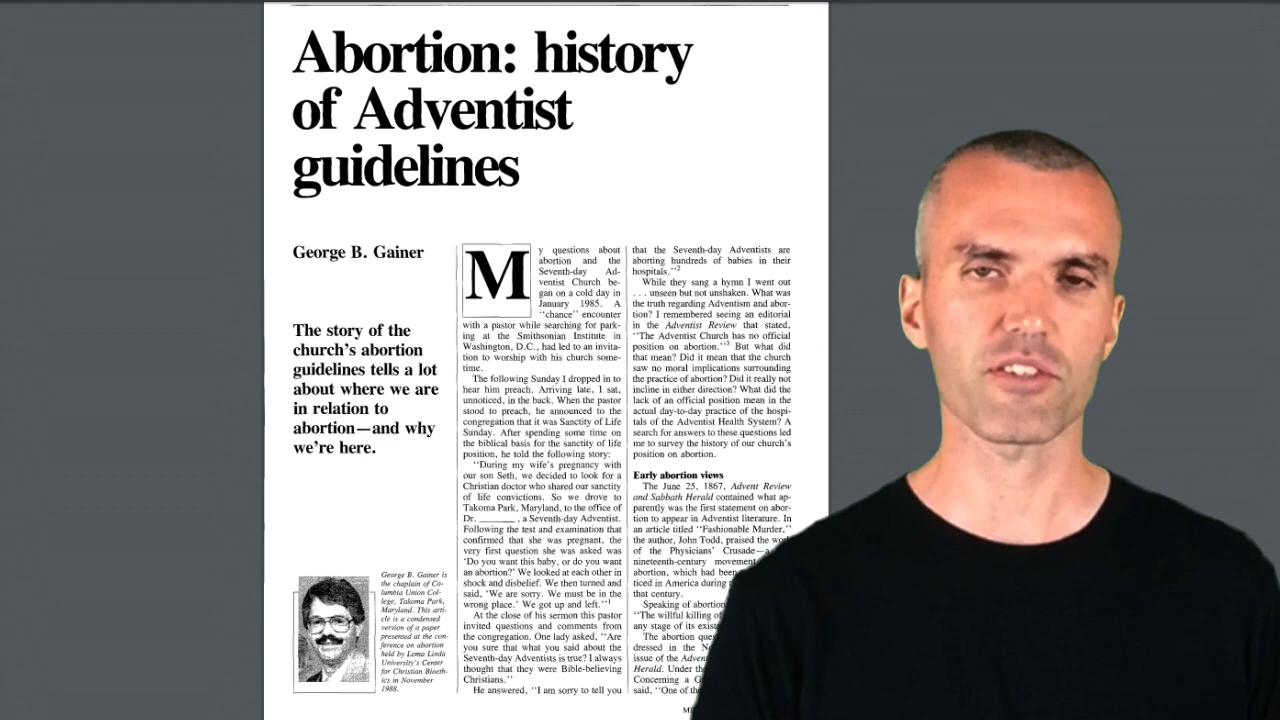 Abortion: history
of Adventist
guidelines
George B. Gainer
The story of the
church's abortion
guidelines tells a lot
about where we are
in relation to
abortion—and why
we're here.
George B. Gainer is
the chaplain of Co-
lumbia Union Col-
lege, Takoma Park,
Maryland. This arti-
cle is a condensed
version of a paper
presented at the con-
ference on abortion
held by Loma Linda
University's Center
for Christian Bioeth-
ics in November
1988.
My questions about
abortion and the
Seventh-day Ad-
ventist Church be-
gan on a cold day in
January 1985. A
"chance" encounter
with a pastor while searching for park-
ing at the Smithsonian Institute in
Washington, D.C., had led to an invita-
tion to worship with his church some-
time.
The following Sunday I dropped in to
hear him preach. Arriving late, I sat,
unnoticed, in the back. When the pastor
stood to preach, he announced to the
congregation that it was Sanctity of Life
Sunday. After spending some time on
the biblical basis for the sanctity of life
position, he told the following story:
"During my wife's pregnancy with
our son Seth, we decided to look for a
Christian doctor who shared our sanctity
of life convictions. So we drove to
Takoma Park, Maryland, to the office of
Dr. ______, a Seventh-day Adventist.
Following the test and examination that
confirmed that she was pregnant, the
very first question she was asked was
'Do you want this baby, or do you want
an abortion?' We looked at each other in
shock and disbelief. We then turned and
said, 'We are sorry. We must be in the
wrong place.' We got up and left."1
At the close of his sermon this pastor
invited questions and comments from
the congregation. One lady asked, "Are
you sure that what you said about the
Seventh-day Adventists is true? I always
thought that they were Bible-believing
Christians."
He answered, "I am sorry to tell you
that the Seventh-day Adventists are
aborting hundreds of babies in their
hospitals."2
While they sang a hymn I went out
. . . unseen but not unshaken. What was
the truth regarding Adventism and abor-
tion? I remembered seeing an editorial
in the Adventist Review that stated,
"The Adventist Church has no official
position on abortion."3 But what did
that mean? Did it mean that the church
saw no moral implications surrounding
the practice of abortion? Did it really not
incline in either direction? What did the
lack of an official position mean in the
actual day-to-day practice of the hospi-
tals of the Adventist Health System? A
search for answers to these questions led
me to survey the history of our church's
position on abortion.
Early abortion views
The June 25, 1867, Advent Review
and Sabbath Herald contained what ap-
parently was the first statement on abor-
tion to appear in Adventist literature. In
an article titled "Fashionable Murder,"
the author, John Todd, praised the
of the Physicians' Crusade—a
nineteenth-century movement
abortion, which had been
ticed in America during
that century.
Speaking of abortion
"The willful killing of
any stage of its
The abortion
dressed in the
issue of the
Herald. Under
Concerning a
said, "One of